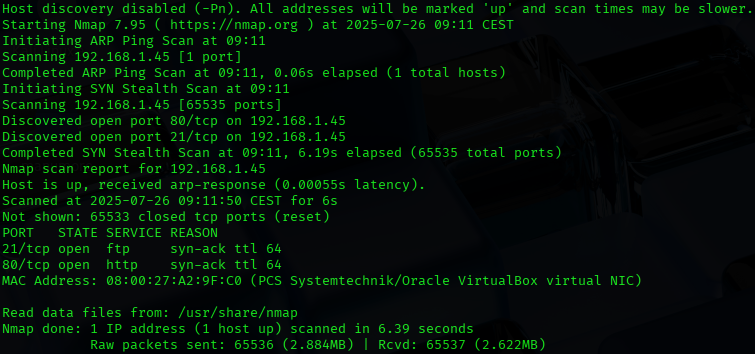 Host discovery disabled (-Pn). All addresses will be marked 'up' and scan times may be slower.
Starting Nmap 7.95 ( https://nmap.org ) at 2025-07-26 09:11 CEST
Initiating ARP Ping Scan at 09:11
Scanning 192.168.1.45 [1 port]
Completed ARP Ping Scan at 09:11, 0.06s elapsed (1 total hosts)
Initiating SYN Stealth Scan at 09:11
Scanning 192.168.1.45 [65535 ports]
Discovered open port 80/tcp on 192.168.1.45
Discovered open port 21/tcp on 192.168.1.45
Completed SYN Stealth Scan at 09:11, 6.19s elapsed (65535 total ports)
Nmap scan report for 192.168.1.45
Host is up, received arp-response (0.00055s latency).
Scanned at 2025-07-26 09:11:50 CEST for 6s
Not shown: 65533 closed tcp ports (reset)
PORT   STATE SERVICE REASON
21/tcp open  ftp     syn-ack ttl 64
80/tcp open  http    syn-ack ttl 64
MAC Address: 08:00:27:A2:9F:C0 (PCS Systemtechnik/Oracle VirtualBox virtual NIC)
Read data files from: /usr/share/nmap
Nmap done: 1 IP address (1 host up) scanned in 6.39 seconds
           Raw packets sent: 65536 (2.884MB) | Rcvd: 65537 (2.622MB)